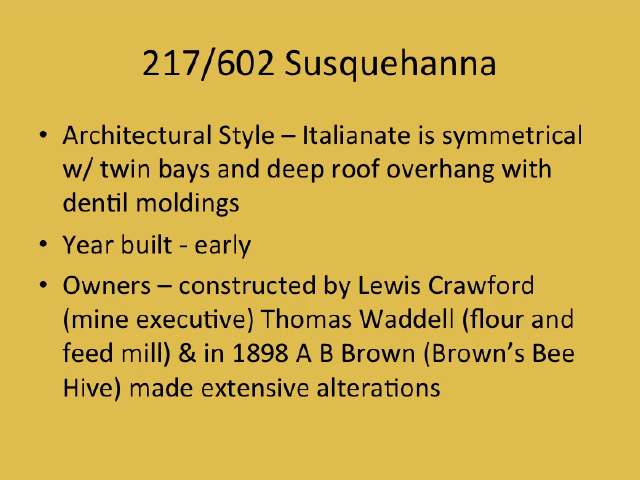 217/602 Susquehanna
• Architectural Style – Italianate is symmetrical
w/ twin bays and deep roof overhang with
dentil moldings
• Year built - early
• Owners – constructed by Lewis Crawford
(mine executive) Thomas Waddell (flour and
feed mill) & in 1898 A B Brown (Brown’s Bee
Hive) made extensive alterations